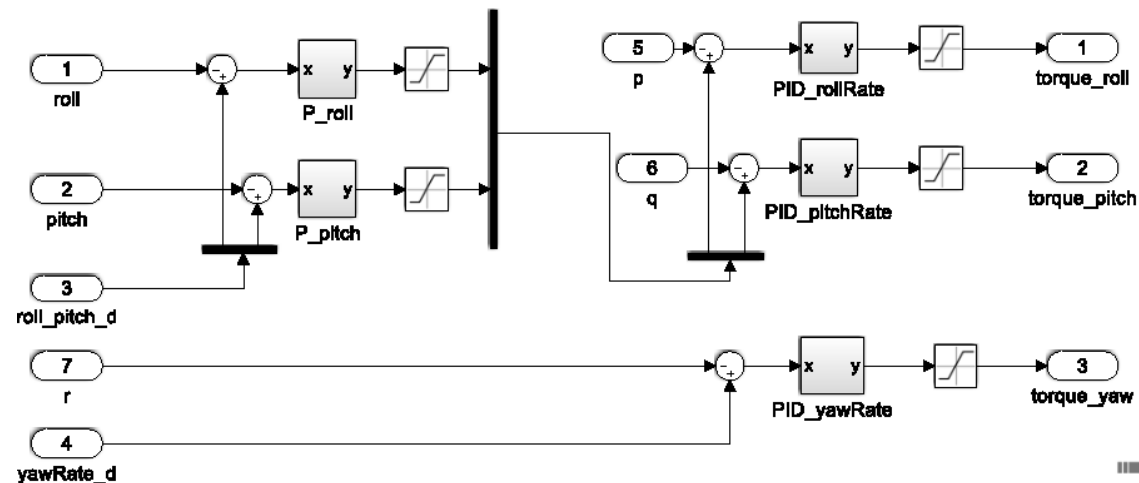 1
roll
- +
x y
P_roll
2
pitch
- +
x y
P_pitch
3
roll_pitch_d
7
r
4
yawRate_d
5
p
- +
x y
PID_rollRate
1
torque_roll
6
q
- +
x y
PID_pitchRate
2
torque_pitch
- +
x y
PID_yawRate
3
torque_yaw